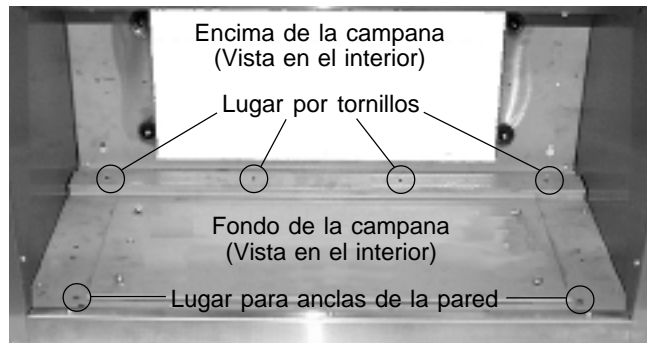 Encima de la campana
(Vista en el interior)
Lugar por tornillos
Fondo de la campana
(Vista en el interior)
Lugar para anclas de la pared